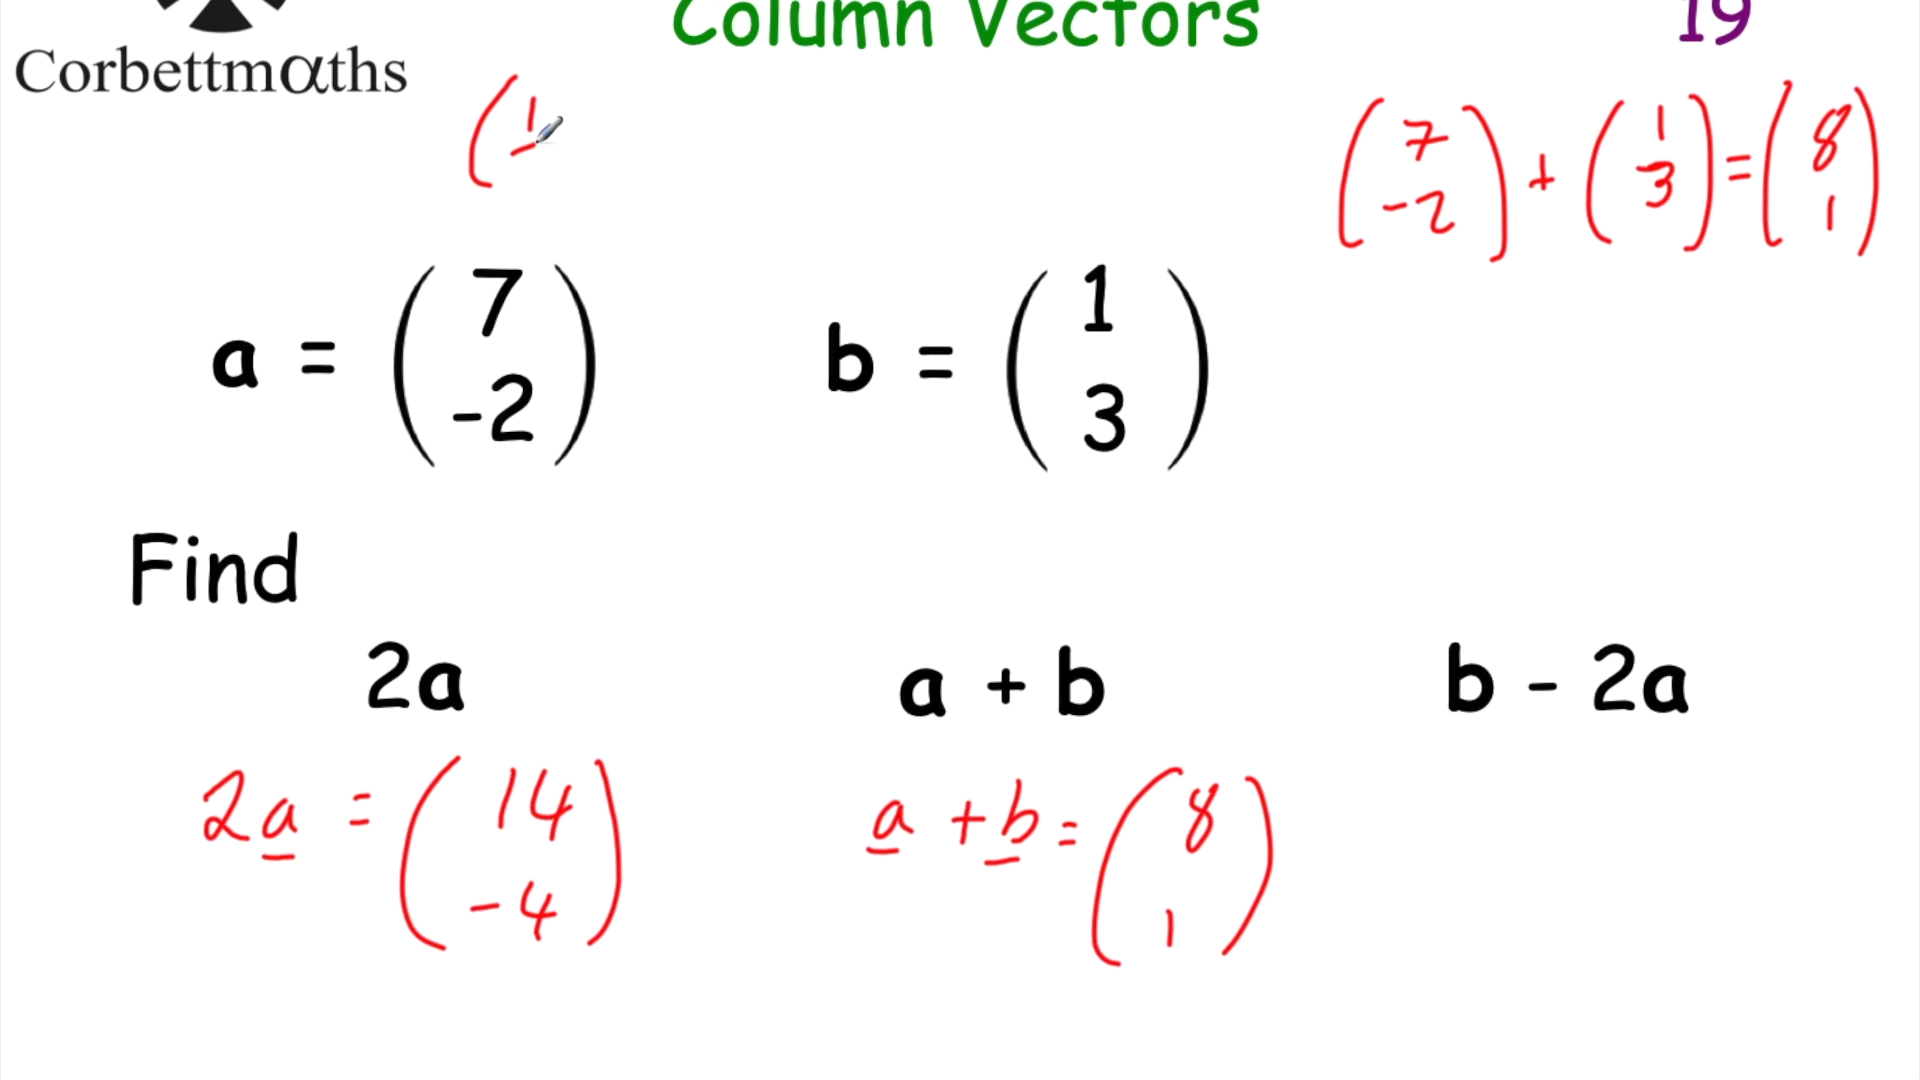 Column Vectors 19
Corbettmαths
(1
-
(7 -2) + (1 3) = (8 1)
a = (7 -2) b = (1 3)
Find
2a a + b b - 2a
2a = (14 -4) a + b = (8 1)